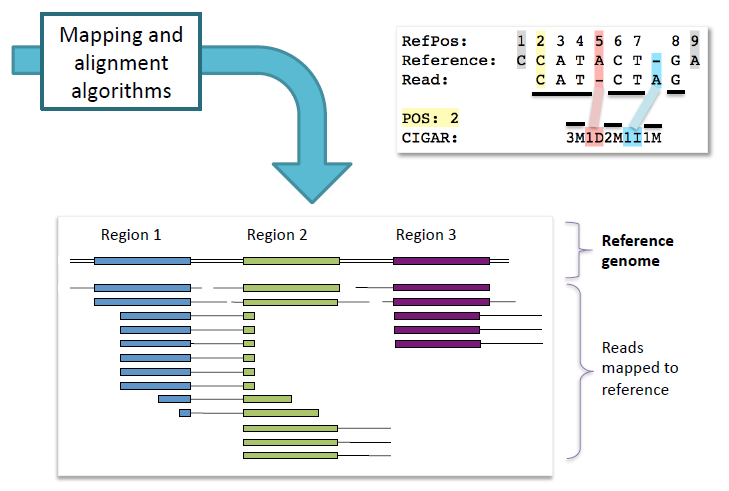 Mapping and
alignment
algorithms
RefPos: 1 2 3 4 5 6 7 8 9
Reference: C C A T A C T - G A
Read: C A T - C T A G
POS: 2
CIGAR: 3M1D2M1I1M
Region 1 Region 2 Region 3
Reference
genome
Reads
mapped to
reference